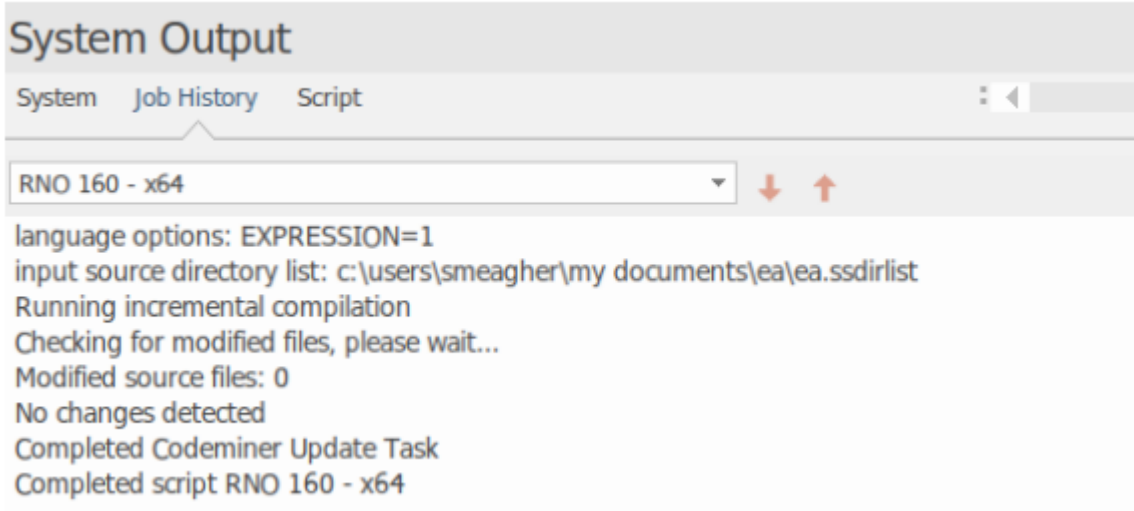 System Output
System Job History Script
RNO 160 - x64
language options: EXPRESSION=1
input source directory list: c:\users\smeagher\my documents\ea\ea.ssdirlist
Running incremental compilation
Checking for modified files, please wait...
Modified source files: 0
No changes detected
Completed Codeminer Update Task
Completed script RNO 160 - x64